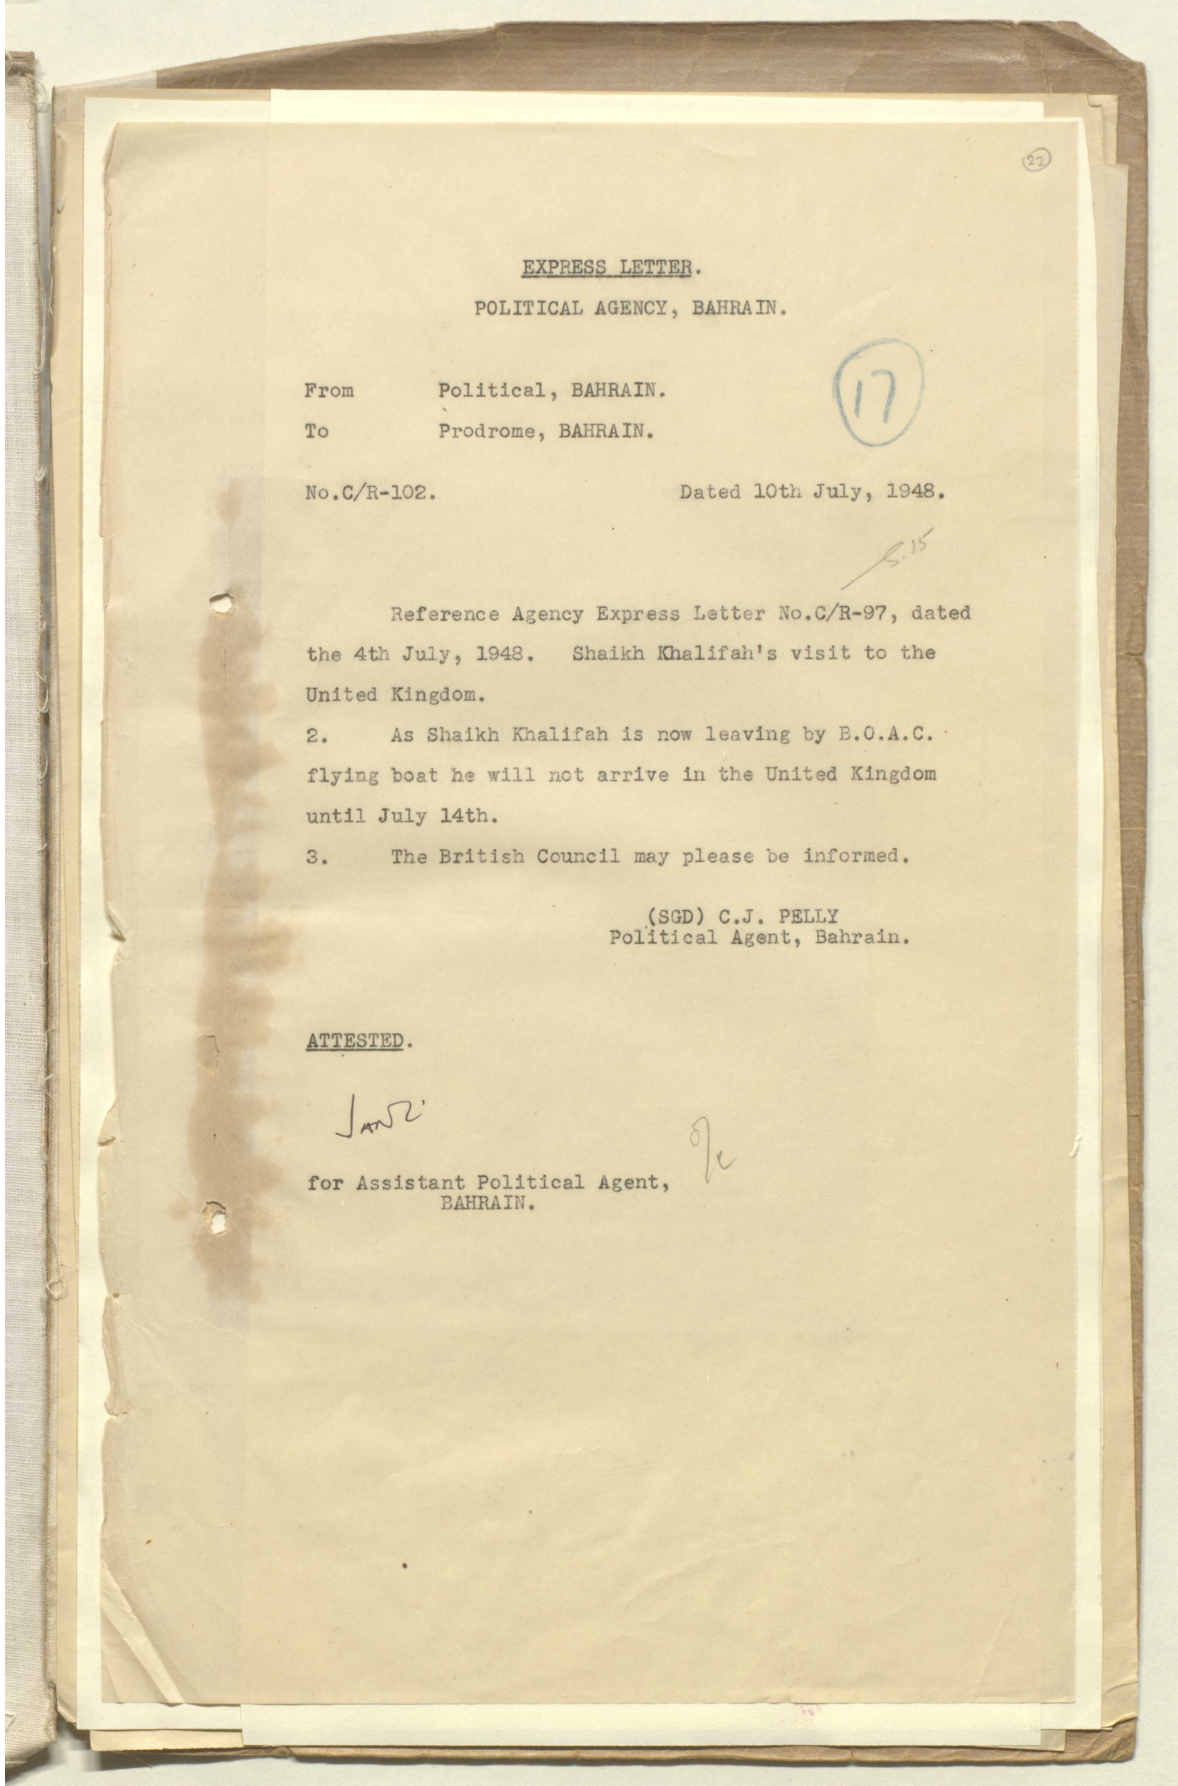 22
EXPRESS LETTER.
POLITICAL AGENCY, BAHRAIN.
17
From Political, BAHRAIN.
To Prodrome, BAHRAIN.
No.C/R-102. Dated 10th July, 1948.
S.15
Reference Agency Express Letter No.C/R-97, dated
the 4th July, 1948. Shaikh Khalifah's visit to the
United Kingdom.
2. As Shaikh Khalifah is now leaving by B.O.A.C.
flying boat he will not arrive in the United Kingdom
until July 14th.
3. The British Council may please be informed.
(SGD) C.J. PELLY
Political Agent, Bahrain.
ATTESTED.
for Assistant Political Agent,
BAHRAIN.